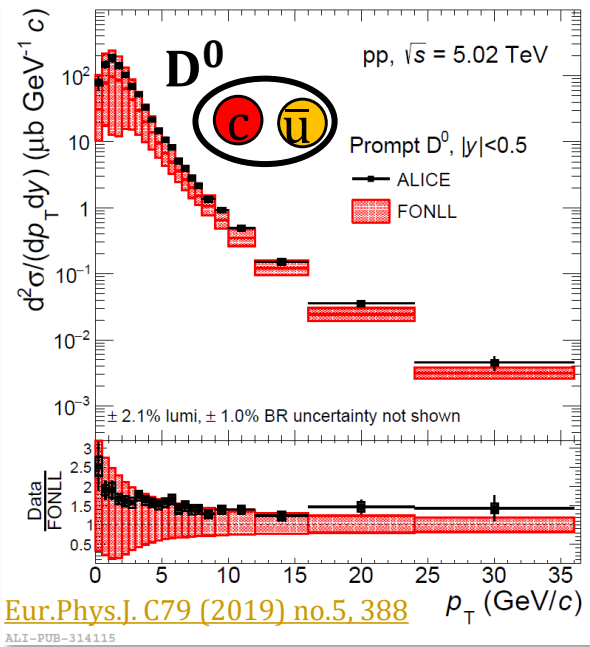 D⁰
c ū
pp, √s = 5.02 TeV
Prompt D⁰, |y|<0.5
ALICE
FONLL
d²σ/(dp_T dy) (μb GeV⁻¹ c)
10²
10
1
10⁻¹
10⁻²
10⁻³
± 2.1% lumi, ± 1.0% BR uncertainty not shown
Data
FONLL
3
2.5
2
1.5
1
0.5
0 5 10 15 20 25 30 35
p_T (GeV/c)
Eur.Phys.J. C79 (2019) no.5, 388
ALI-PUB-314115